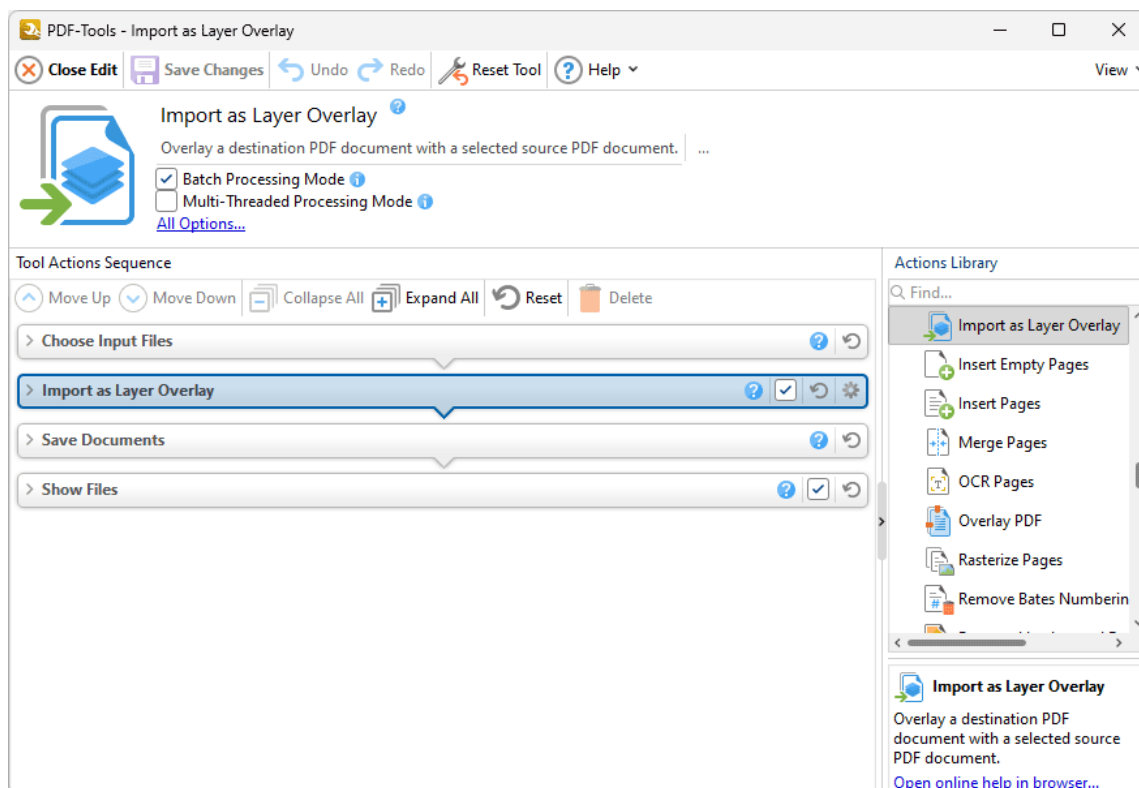 PDF-Tools - Import as Layer Overlay
Close Edit Save Changes Undo Redo Reset Tool ? Help View
Import as Layer Overlay ?
Overlay a destination PDF document with a selected source PDF document. ...
Batch Processing Mode i
Multi-Threaded Processing Mode i
All Options...
Tool Actions Sequence
Move Up Move Down Collapse All Expand All Reset Delete
Choose Input Files ?
Import as Layer Overlay ?
Save Documents ?
Show Files ?
Actions Library
Find...
Import as Layer Overlay
Insert Empty Pages
Insert Pages
Merge Pages
OCR Pages
Overlay PDF
Rasterize Pages
Remove Bates Numberin
Import as Layer Overlay
Overlay a destination PDF
document with a selected source
PDF document.
Open online help in browser...